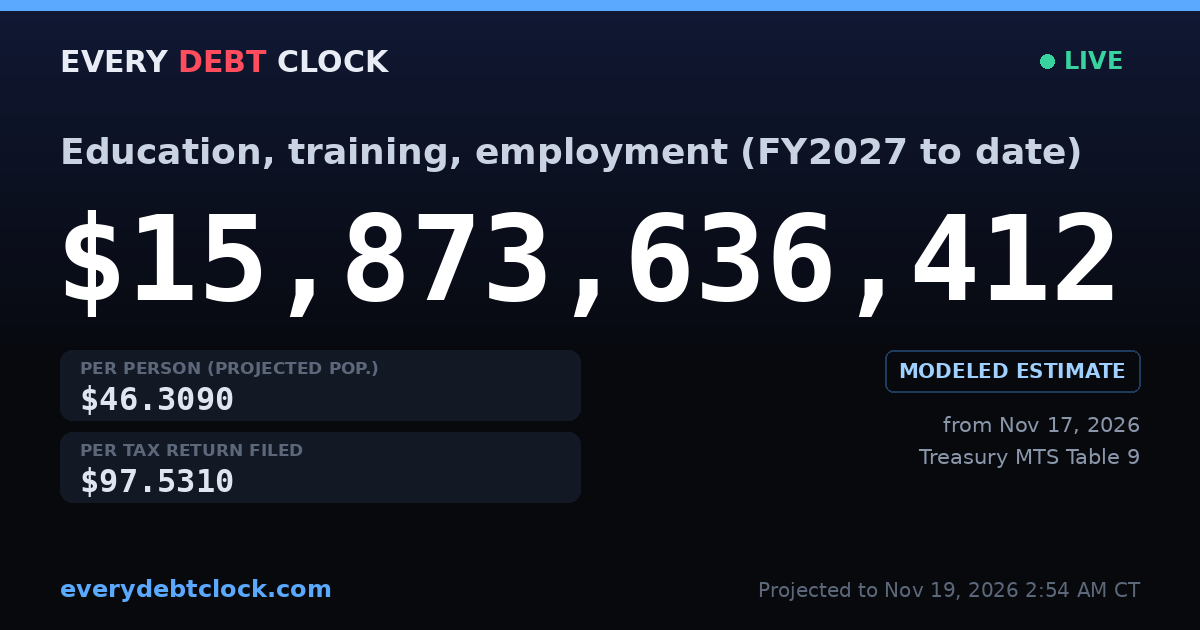 EVERY DEBT CLOCK
LIVE
Education, training, employment (FY2027 to date)
$15,873,636,412
PER PERSON (PROJECTED POP.)
$46.3090
PER TAX RETURN FILED
$97.5310
MODELED ESTIMATE
from Nov 17, 2026
Treasury MTS Table 9
everydebtclock.com
Projected to Nov 19, 2026 2:54 AM CT